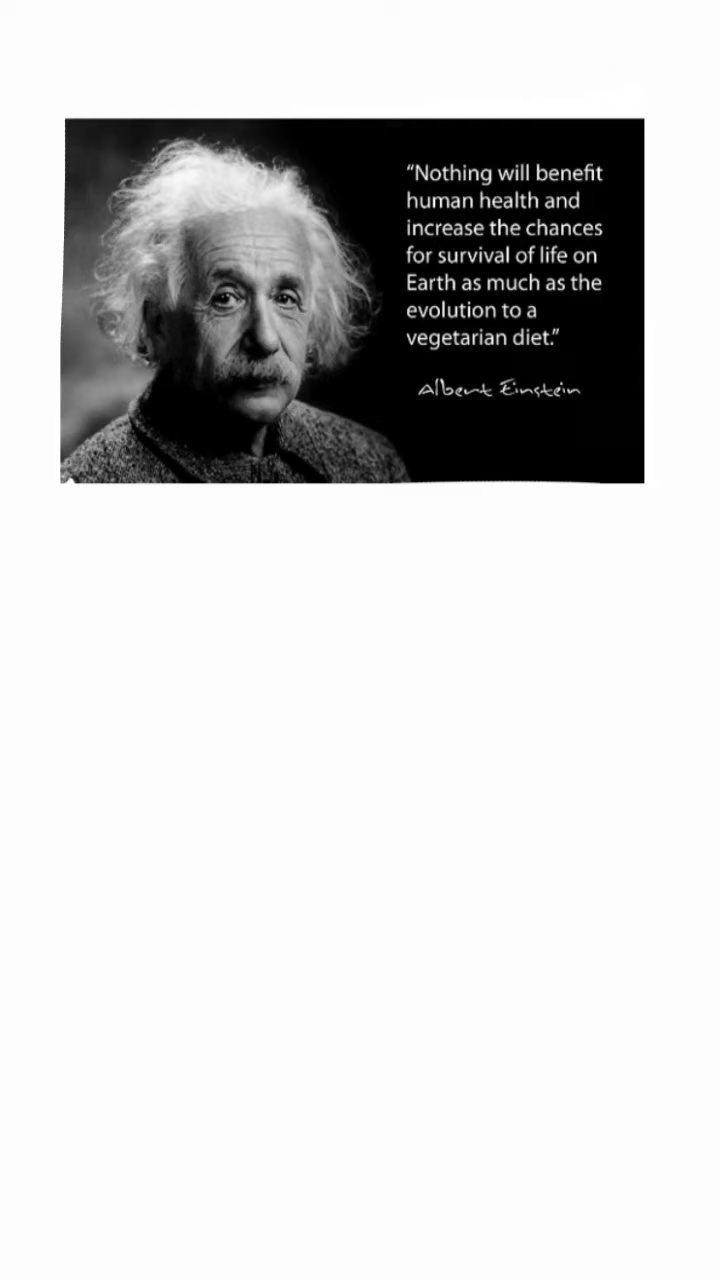 “Nothing will benefit
human health and
increase the chances
for survival of life on
Earth as much as the
evolution to a
vegetarian diet.”
Albert Einstein